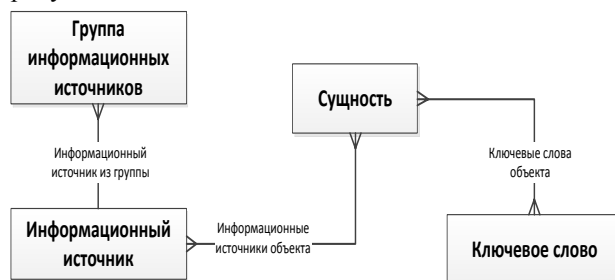 Группа
информационных
источников
Сущность
Информационный
источник из группы
Ключевые слова
объекта
Информационный
источник
Информационные
источники объекта
Ключевое слово